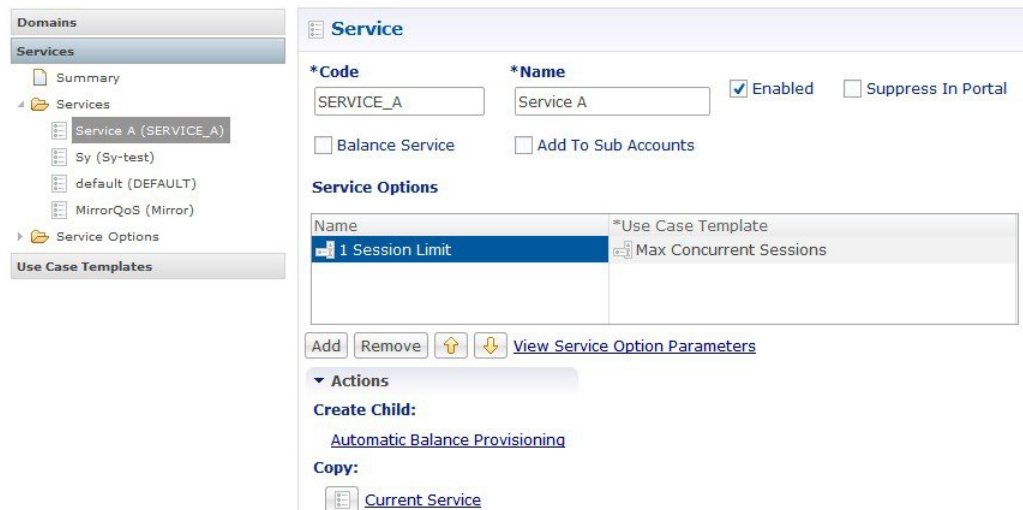 Domains
Services
Summary
Services
Service A (SERVICE_A)
Sy (Sy-test)
default (DEFAULT)
MirrorQoS (Mirror)
Service Options
Use Case Templates
Service
*Code
*Name
SERVICE_A
Service A
Enabled
Suppress In Portal
Balance Service
Add To Sub Accounts
Service Options
Name
*Use Case Template
1 Session Limit
Max Concurrent Sessions
Add
Remove
View Service Option Parameters
Actions
Create Child:
Automatic Balance Provisioning
Copy:
Current Service